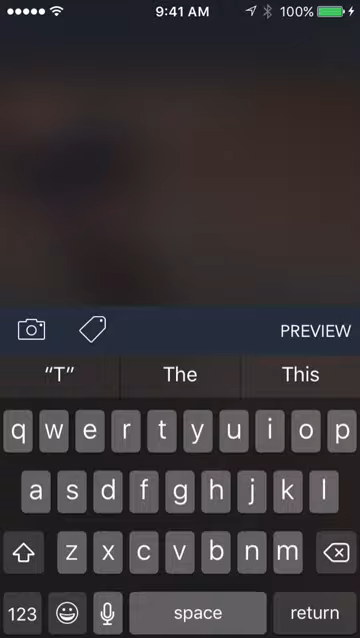 9:41 AM 100%
PREVIEW
“T” The This
q w e r t y u i o p
a s d f g h j k l
z x c v b n m
123 space return